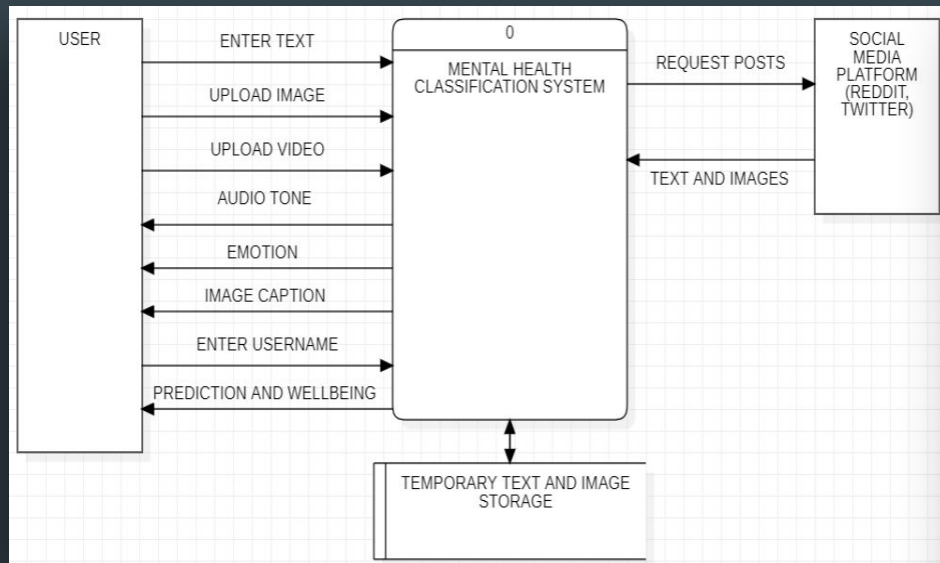 USER
ENTER TEXT
UPLOAD IMAGE
UPLOAD VIDEO
AUDIO TONE
EMOTION
IMAGE CAPTION
ENTER USERNAME
PREDICTION AND WELLBEING
0
MENTAL HEALTH
CLASSIFICATION SYSTEM
REQUEST POSTS
TEXT AND IMAGES
SOCIAL
MEDIA
PLATFORM
(REDDIT,
TWITTER)
TEMPORARY TEXT AND IMAGE
STORAGE